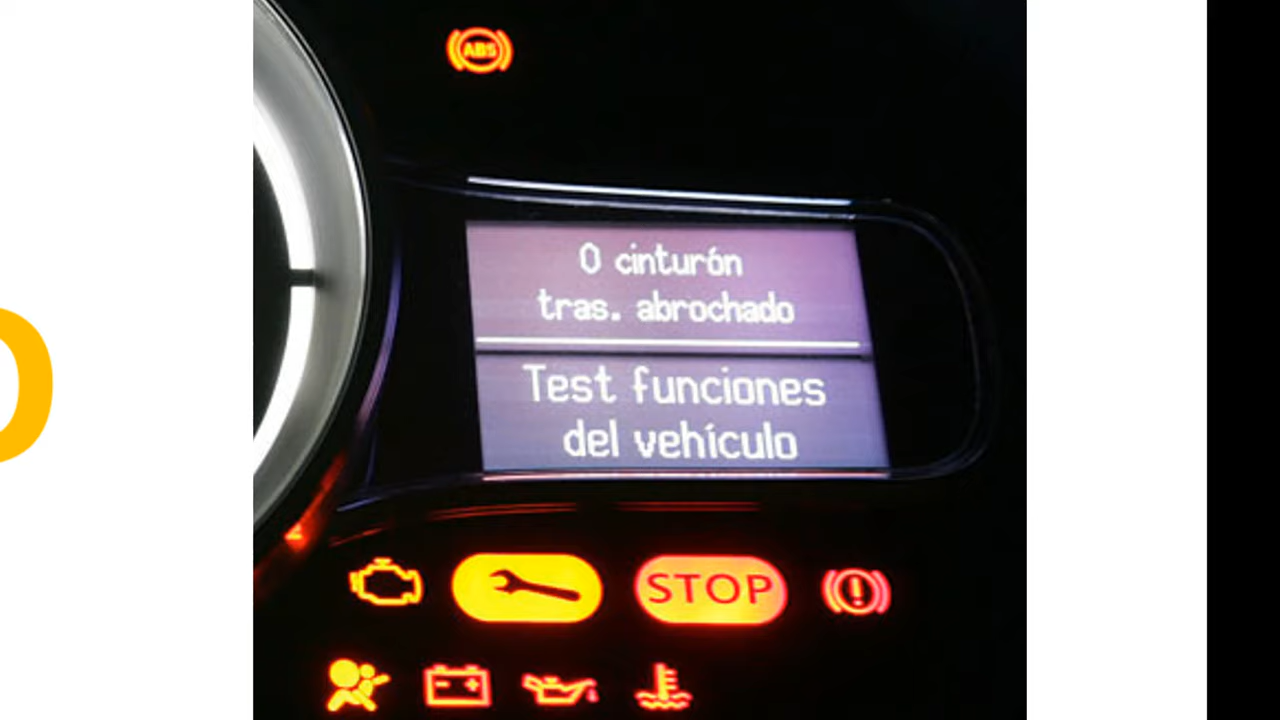 ABS
0 cinturón
tras. abrochado
Test funciones
del vehículo
STOP